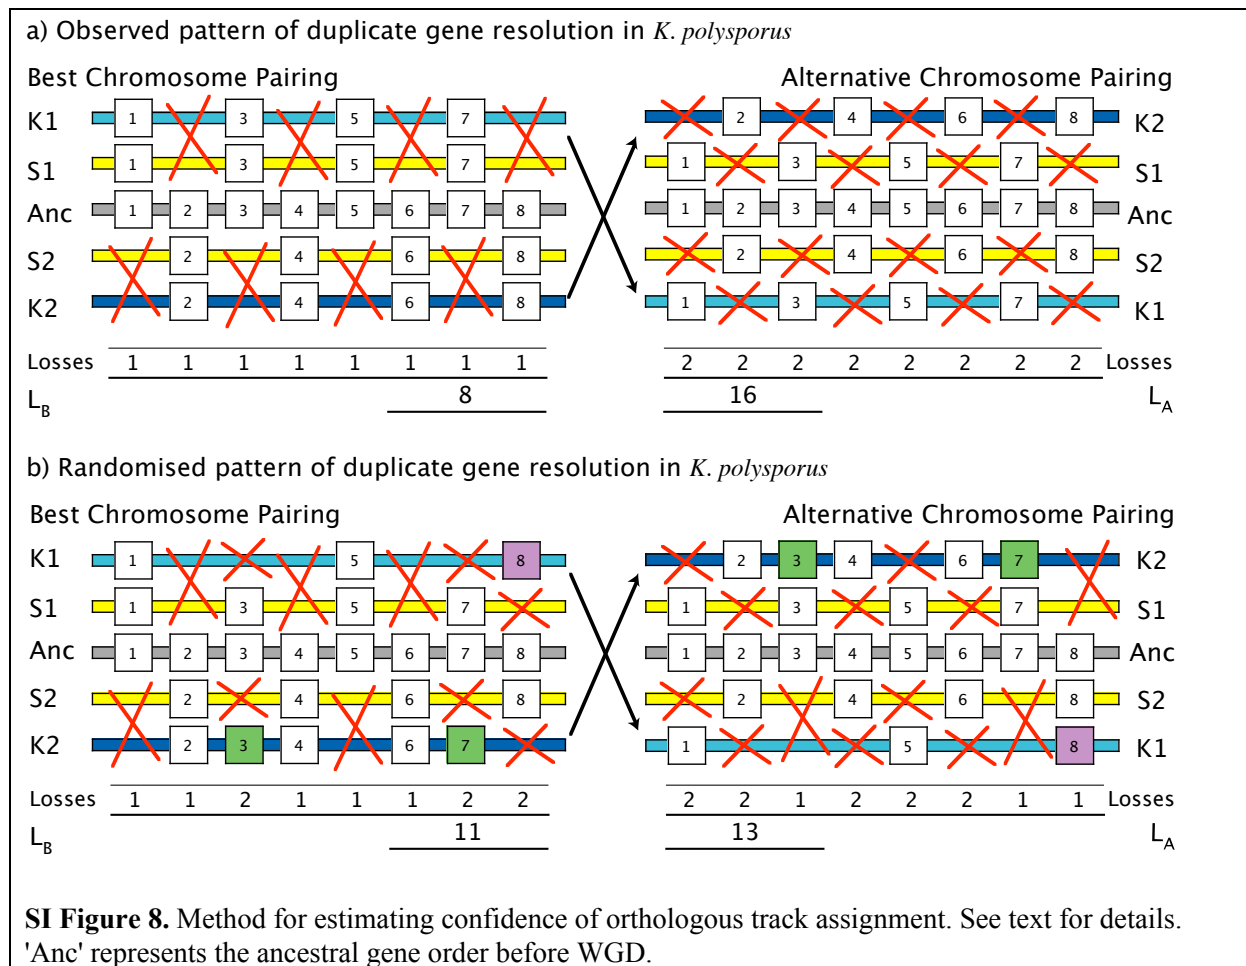 a) Observed pattern of duplicate gene resolution in K. polysporus
Best Chromosome Pairing
Alternative Chromosome Pairing
K1 1 3 5 7
S1 1 3 5 7
Anc 1 2 3 4 5 6 7 8
S2 2 4 6 8
K2 2 4 6 8
Losses 1 1 1 1 1 1 1 1
L_B 8
2 4 6 8 K2
1 3 5 7 S1
1 2 3 4 5 6 7 8 Anc
2 4 6 8 S2
1 3 5 7 K1
2 2 2 2 2 2 2 2 Losses
16 L_A
b) Randomised pattern of duplicate gene resolution in K. polysporus
Best Chromosome Pairing
Alternative Chromosome Pairing
K1 1 5 8
S1 1 3 5 7
Anc 1 2 3 4 5 6 7 8
S2 2 4 6 8
K2 2 3 4 6 7
Losses 1 1 2 1 1 1 2 2
L_B 11
2 3 4 6 7 K2
1 3 5 7 S1
1 2 3 4 5 6 7 8 Anc
2 4 6 8 S2
1 5 8 K1
2 2 1 2 2 2 1 1 Losses
13 L_A
SI Figure 8. Method for estimating confidence of orthologous track assignment. See text for details.
'Anc' represents the ancestral gene order before WGD.